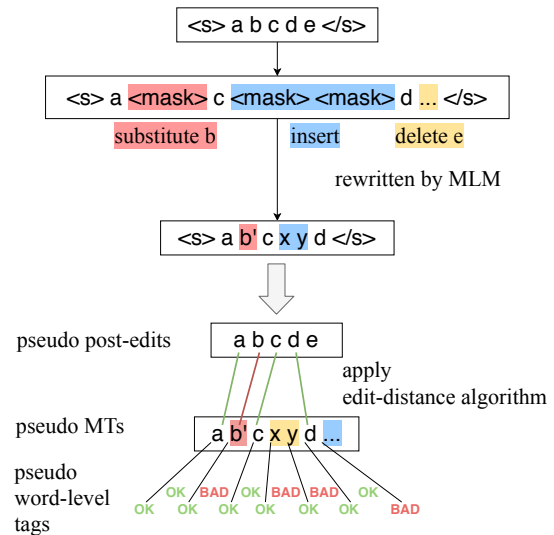 <s> a b c d e </s>
<s> a <mask> c <mask> <mask> d ... </s>
substitute b insert delete e
rewritten by MLM
<s> a b' c x y d </s>
pseudo post-edits
a b c d e
apply
edit-distance algorithm
pseudo MTs
a b' c x y d ...
pseudo
word-level
tags
OK BAD OK BAD BAD OK
OK OK OK OK OK OK BAD